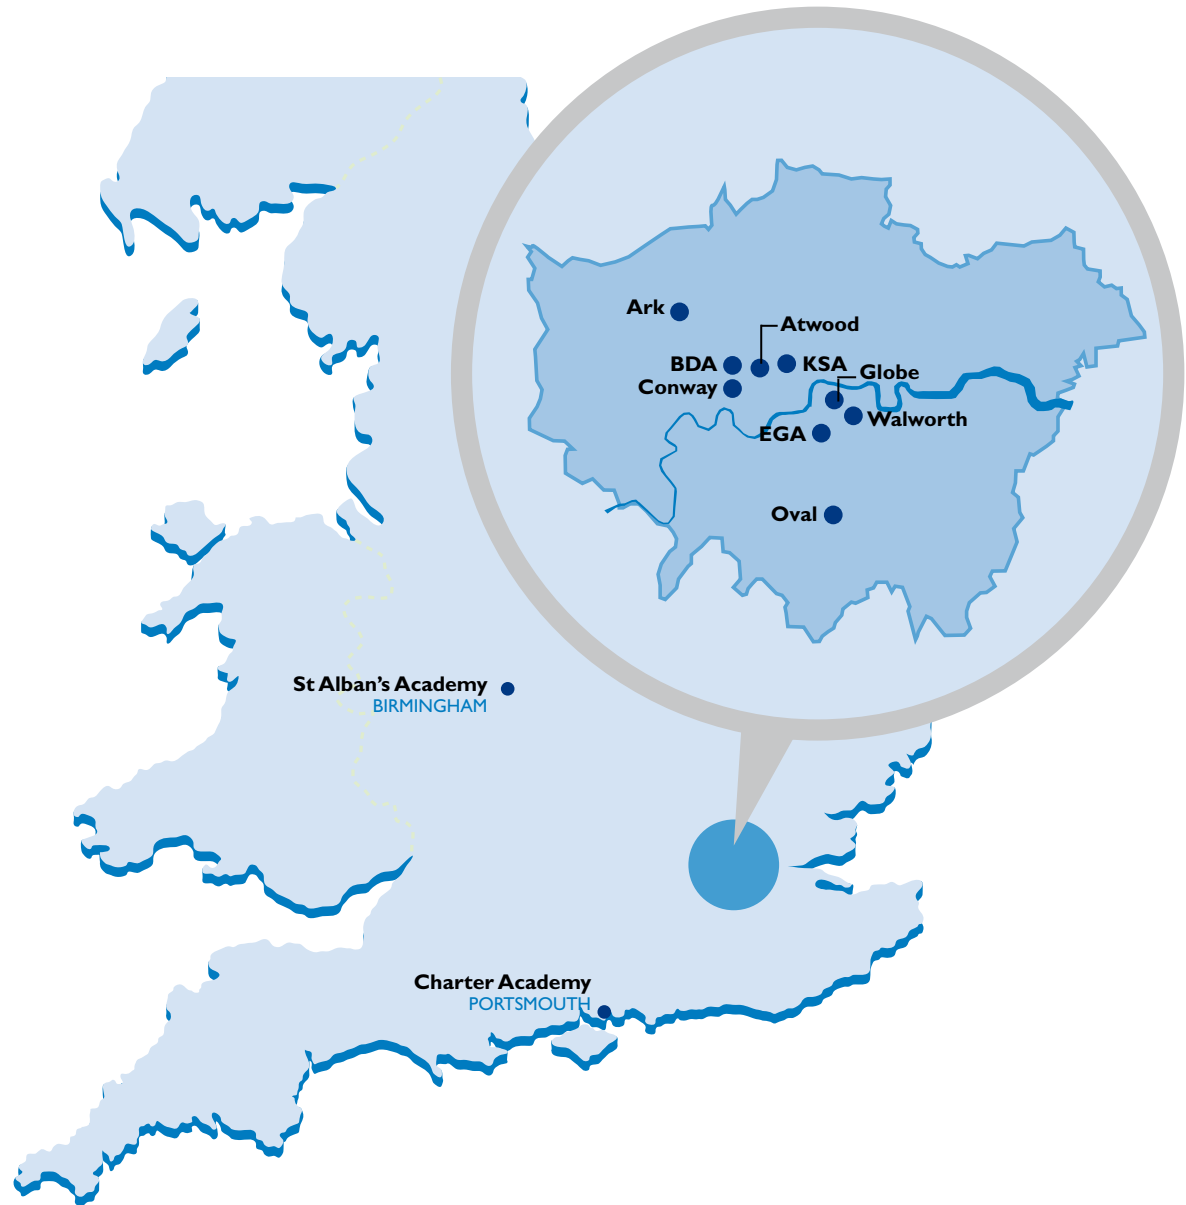 Ark
Atwood
BDA
KSA
Globe
Conway
Walworth
EGA
Oval
St Alban’s Academy
BIRMINGHAM
Charter Academy
PORTSMOUTH